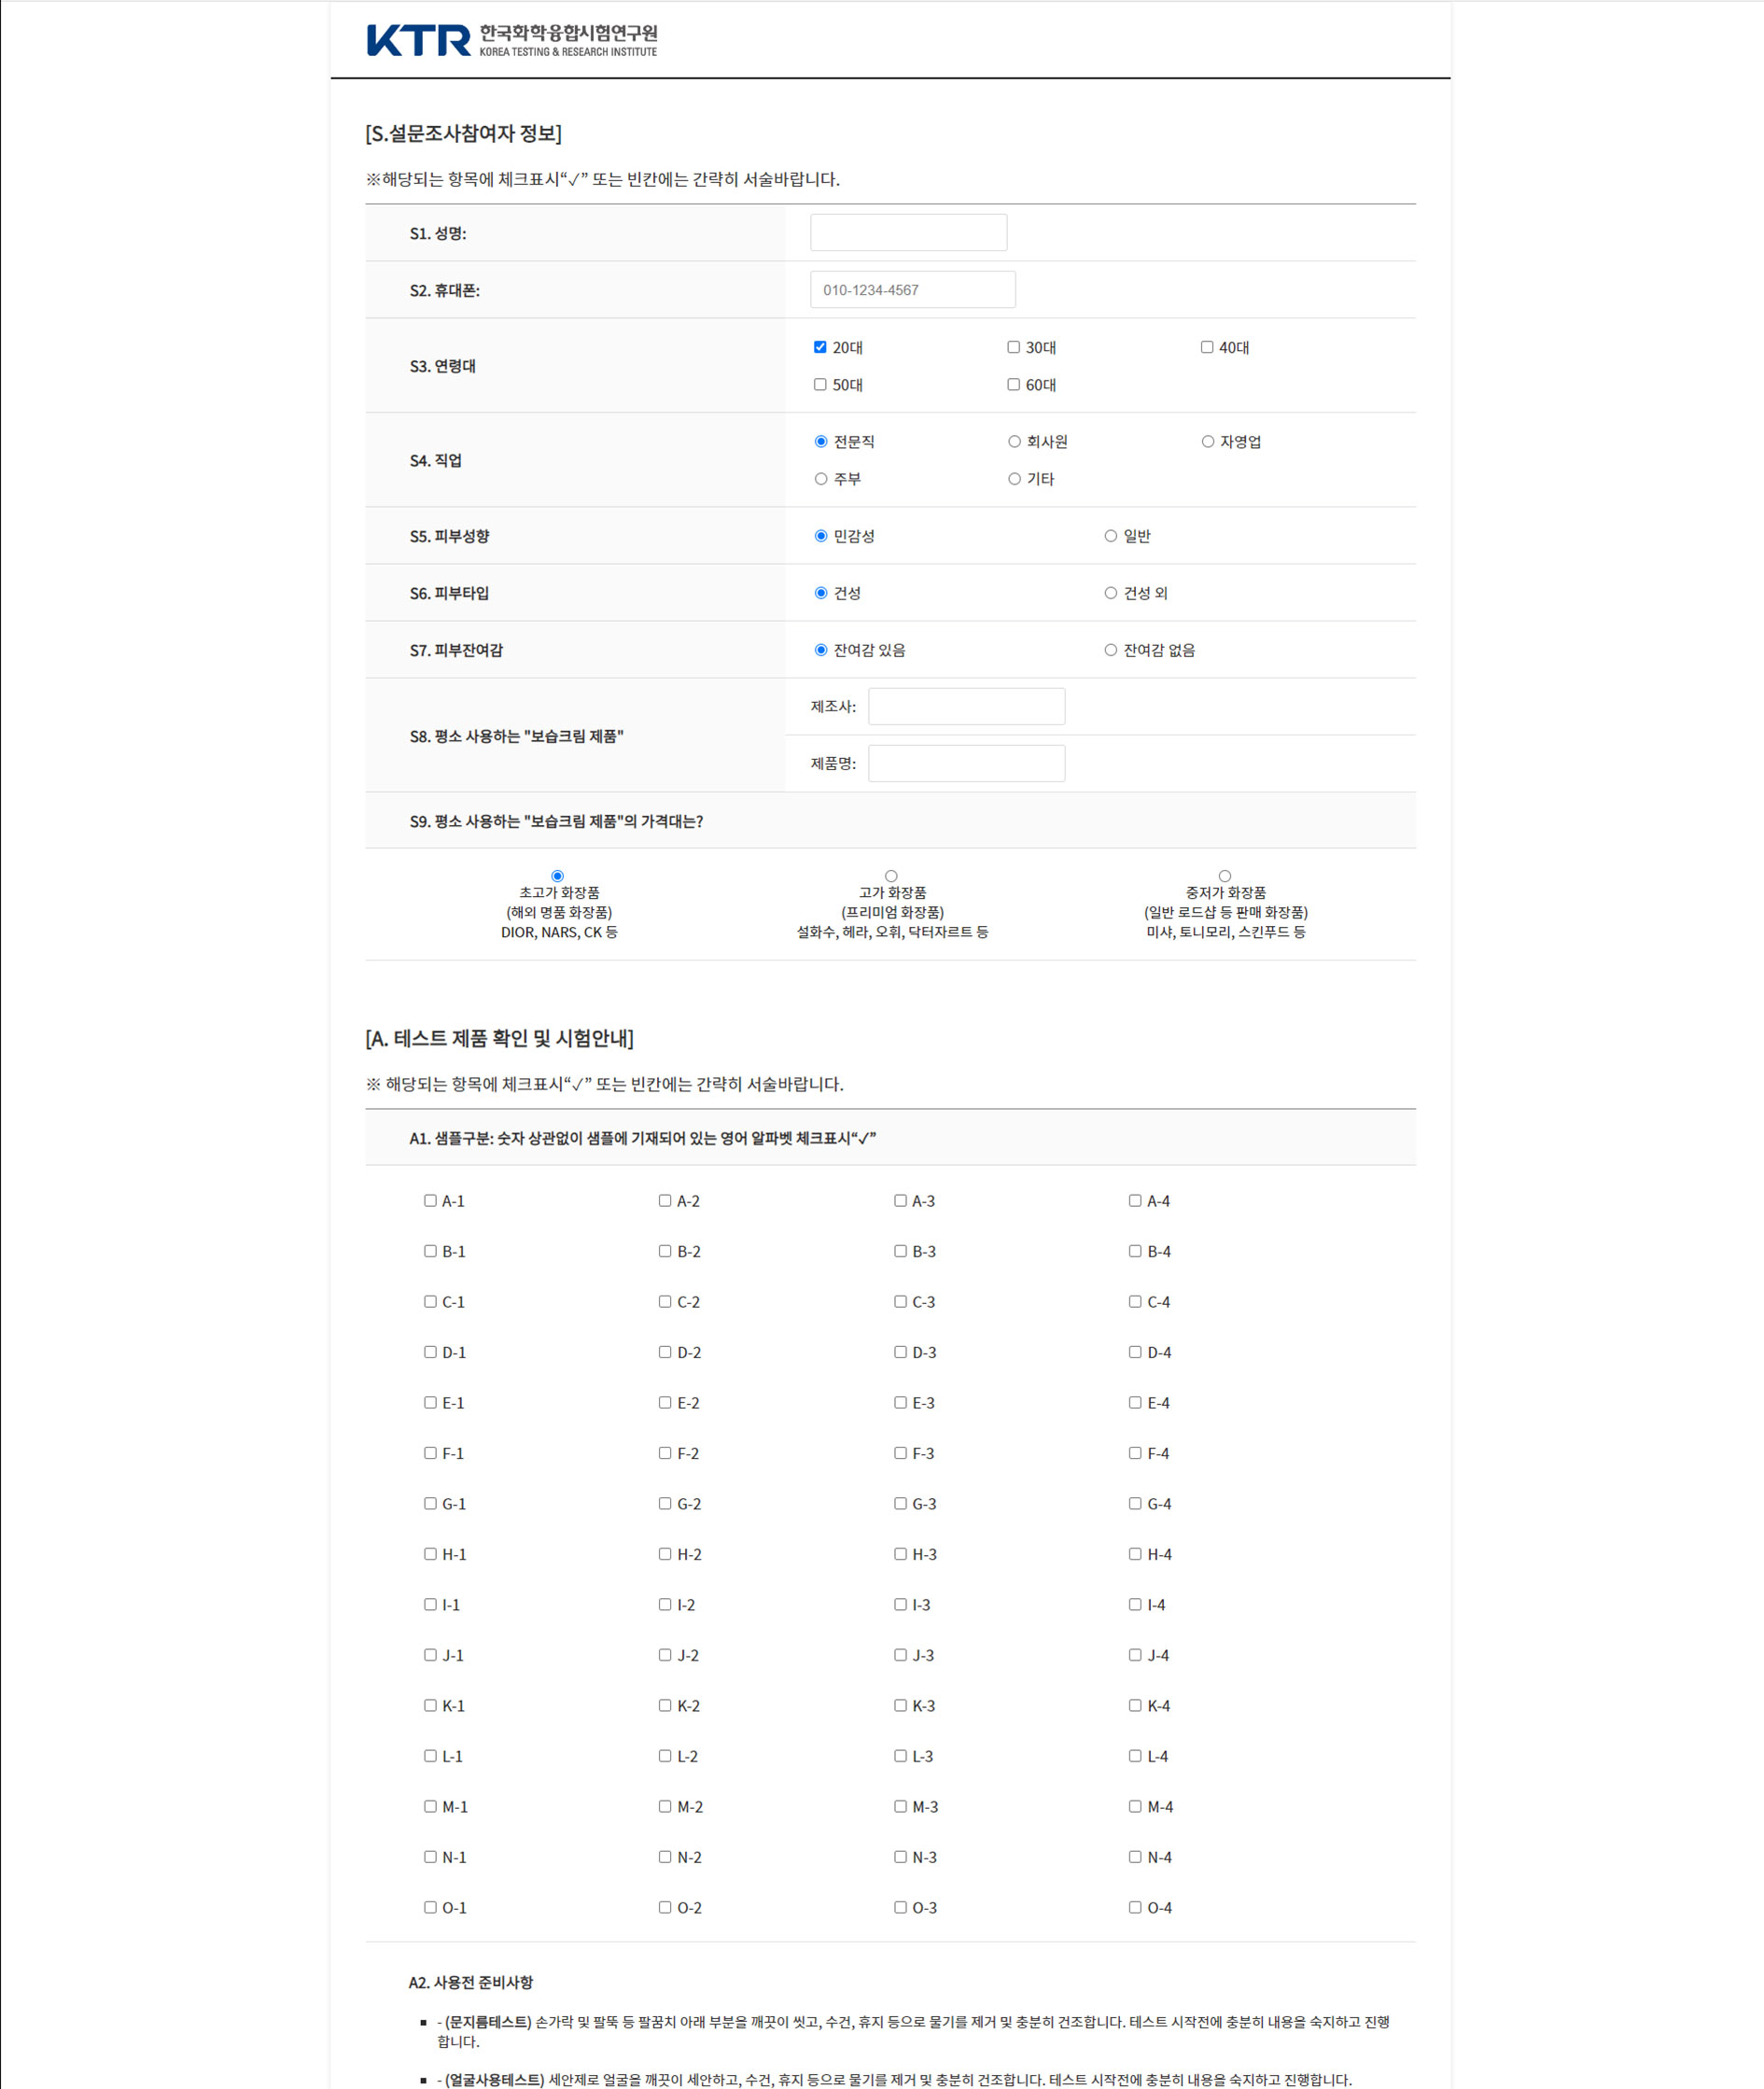 KTR 한국화학융합시험연구원
KOREA TESTING & RESEARCH INSTITUTE
[S.설문조사참여자 정보]
※해당되는 항목에 체크표시“✓” 또는 빈칸에는 간략히 서술바랍니다.
S1. 성명:
S2. 휴대폰: 010-1234-4567
S3. 연령대
20대 30대 40대
50대 60대
S4. 직업
전문직 회사원 자영업
주부 기타
S5. 피부성향 민감성 일반
S6. 피부타입 건성 건성 외
S7. 피부잔여감 잔여감 있음 잔여감 없음
S8. 평소 사용하는 "보습크림 제품"
제조사:
제품명:
S9. 평소 사용하는 "보습크림 제품"의 가격대는?
초고가 화장품
(해외 명품 화장품)
DIOR, NARS, CK 등
고가 화장품
(프리미엄 화장품)
설화수, 헤라, 오휘, 닥터자르트 등
중저가 화장품
(일반 로드샵 등 판매 화장품)
미샤, 토니모리, 스킨푸드 등
[A. 테스트 제품 확인 및 시험안내]
※ 해당되는 항목에 체크표시“✓” 또는 빈칸에는 간략히 서술바랍니다.
A1. 샘플구분: 숫자 상관없이 샘플에 기재되어 있는 영어 알파벳 체크표시“✓”
A-1 A-2 A-3 A-4
B-1 B-2 B-3 B-4
C-1 C-2 C-3 C-4
D-1 D-2 D-3 D-4
E-1 E-2 E-3 E-4
F-1 F-2 F-3 F-4
G-1 G-2 G-3 G-4
H-1 H-2 H-3 H-4
I-1 I-2 I-3 I-4
J-1 J-2 J-3 J-4
K-1 K-2 K-3 K-4
L-1 L-2 L-3 L-4
M-1 M-2 M-3 M-4
N-1 N-2 N-3 N-4
O-1 O-2 O-3 O-4
A2. 사용전 준비사항
- (문지름테스트) 손가락 및 팔뚝 등 팔꿈치 아래 부분을 깨끗이 씻고, 수건, 휴지 등으로 물기를 제거 및 충분히 건조합니다. 테스트 시작전에 충분히 내용을 숙지하고 진행
합니다.
- (얼굴사용테스트) 세안제로 얼굴을 깨끗이 세안하고, 수건, 휴지 등으로 물기를 제거 및 충분히 건조합니다. 테스트 시작전에 충분히 내용을 숙지하고 진행합니다.